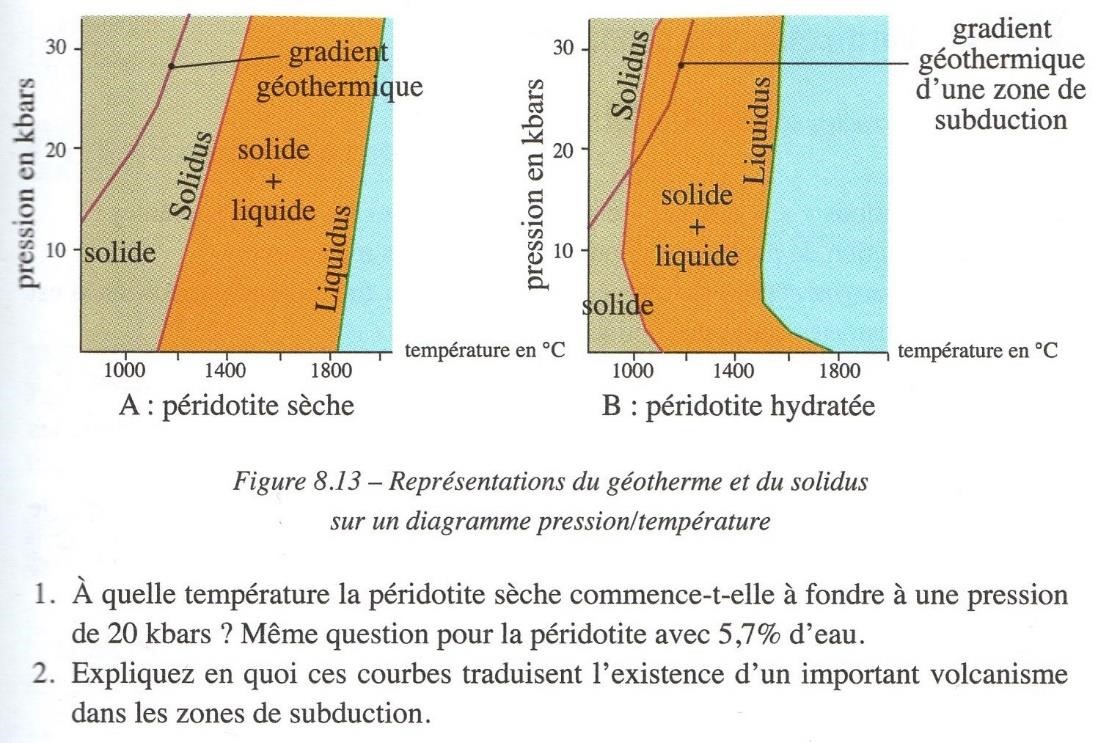 30
20
10
pression en kbars
gradient
géothermique
Solidus
solide
+
liquide
Liquidus
solide
1000
1400
1800
température en °C
A : péridotite sèche
30
20
10
pression en kbars
Solidus
Liquidus
solide
+
liquide
solide
1000
1400
1800
température en °C
B : péridotite hydratée
gradient
géothermique
d'une zone de
subduction
Figure 8.13 – Représentations du géotherme et du solidus
sur un diagramme pression/température
1. À quelle température la péridotite sèche commence-t-elle à fondre à une pression
de 20 kbars ? Même question pour la péridotite avec 5,7% d'eau.
2. Expliquez en quoi ces courbes traduisent l'existence d'un important volcanisme
dans les zones de subduction.